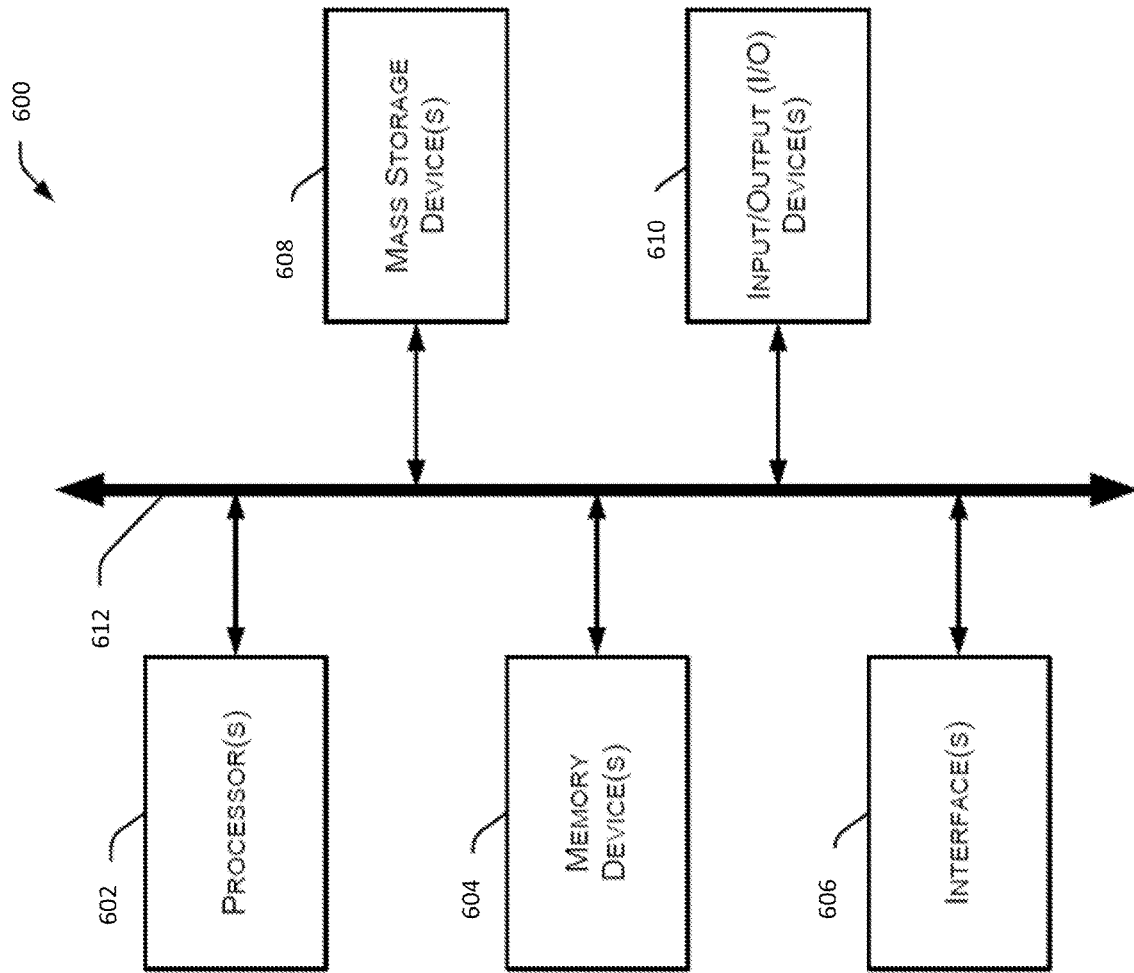 600
602
PROCESSOR(S)
604
MEMORY
DEVICE(S)
606
INTERFACE(S)
612
608
MASS STORAGE
DEVICE(S)
610
INPUT/OUTPUT (I/O)
DEVICE(S)